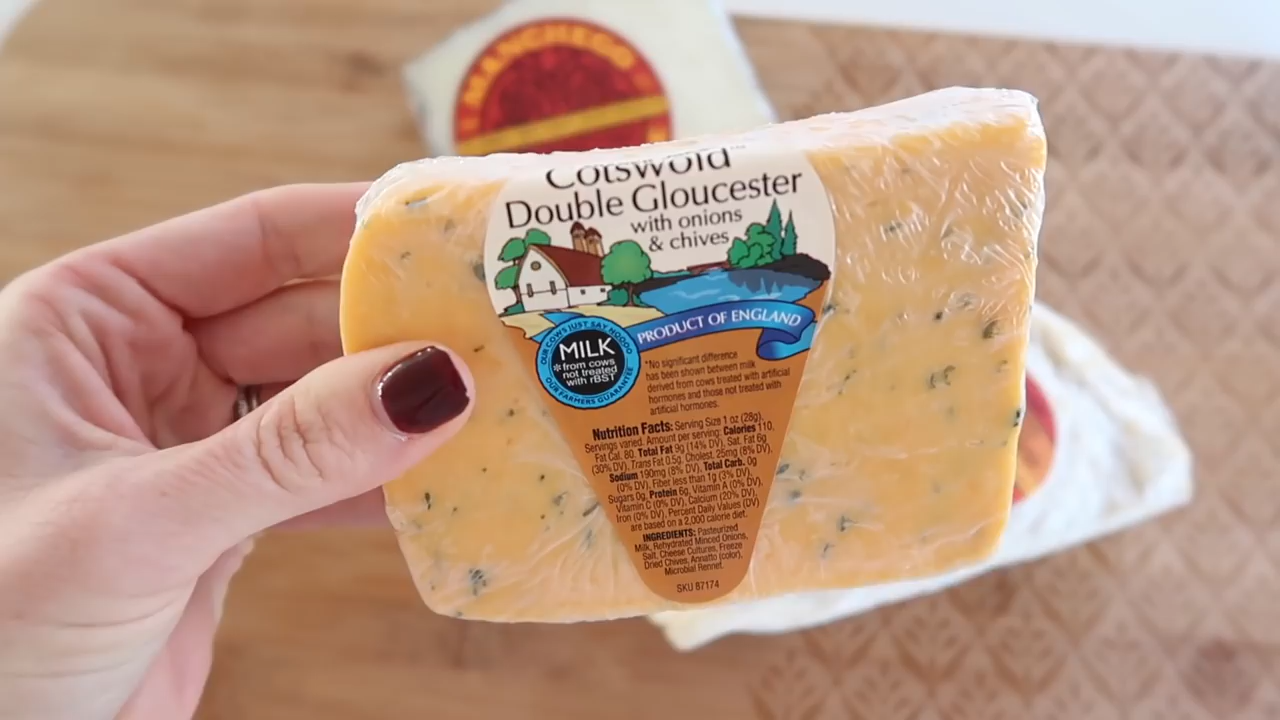 MANCHEGO
Cotswold™
Double Gloucester
with onions
& chives
PRODUCT OF ENGLAND
OUR COWS JUST SAY NOOOO
MILK
* from cows
not treated
with rBST
OUR FARMERS GUARANTEE
*No significant difference
has been shown between milk
derived from cows treated with artificial
hormones and those not treated with
artificial hormones.
Nutrition Facts: Serving Size 1 oz (28g),
Servings varied. Amount per serving. Calories 110,
Fat Cal. 80. Total Fat 9g (14% DV), Sat. Fat 6g
(30% DV), Trans Fat 0.5g, Cholest. 25mg (8% DV),
Sodium 190mg (8% DV), Total Carb. 0g
(0% DV), Fiber less than 1g (3% DV),
Sugars 0g, Protein 6g, Vitamin A (0% DV),
Vitamin C (0% DV), Calcium (20% DV),
Iron (0% DV), Percent Daily Values (DV)
are based on a 2,000 calorie diet.
INGREDIENTS: Pasteurized
Milk, Rehydrated Minced Onions,
Salt, Cheese Cultures, Freeze
Dried Chives, Annatto (color),
Microbial Rennet.
SKU 87174